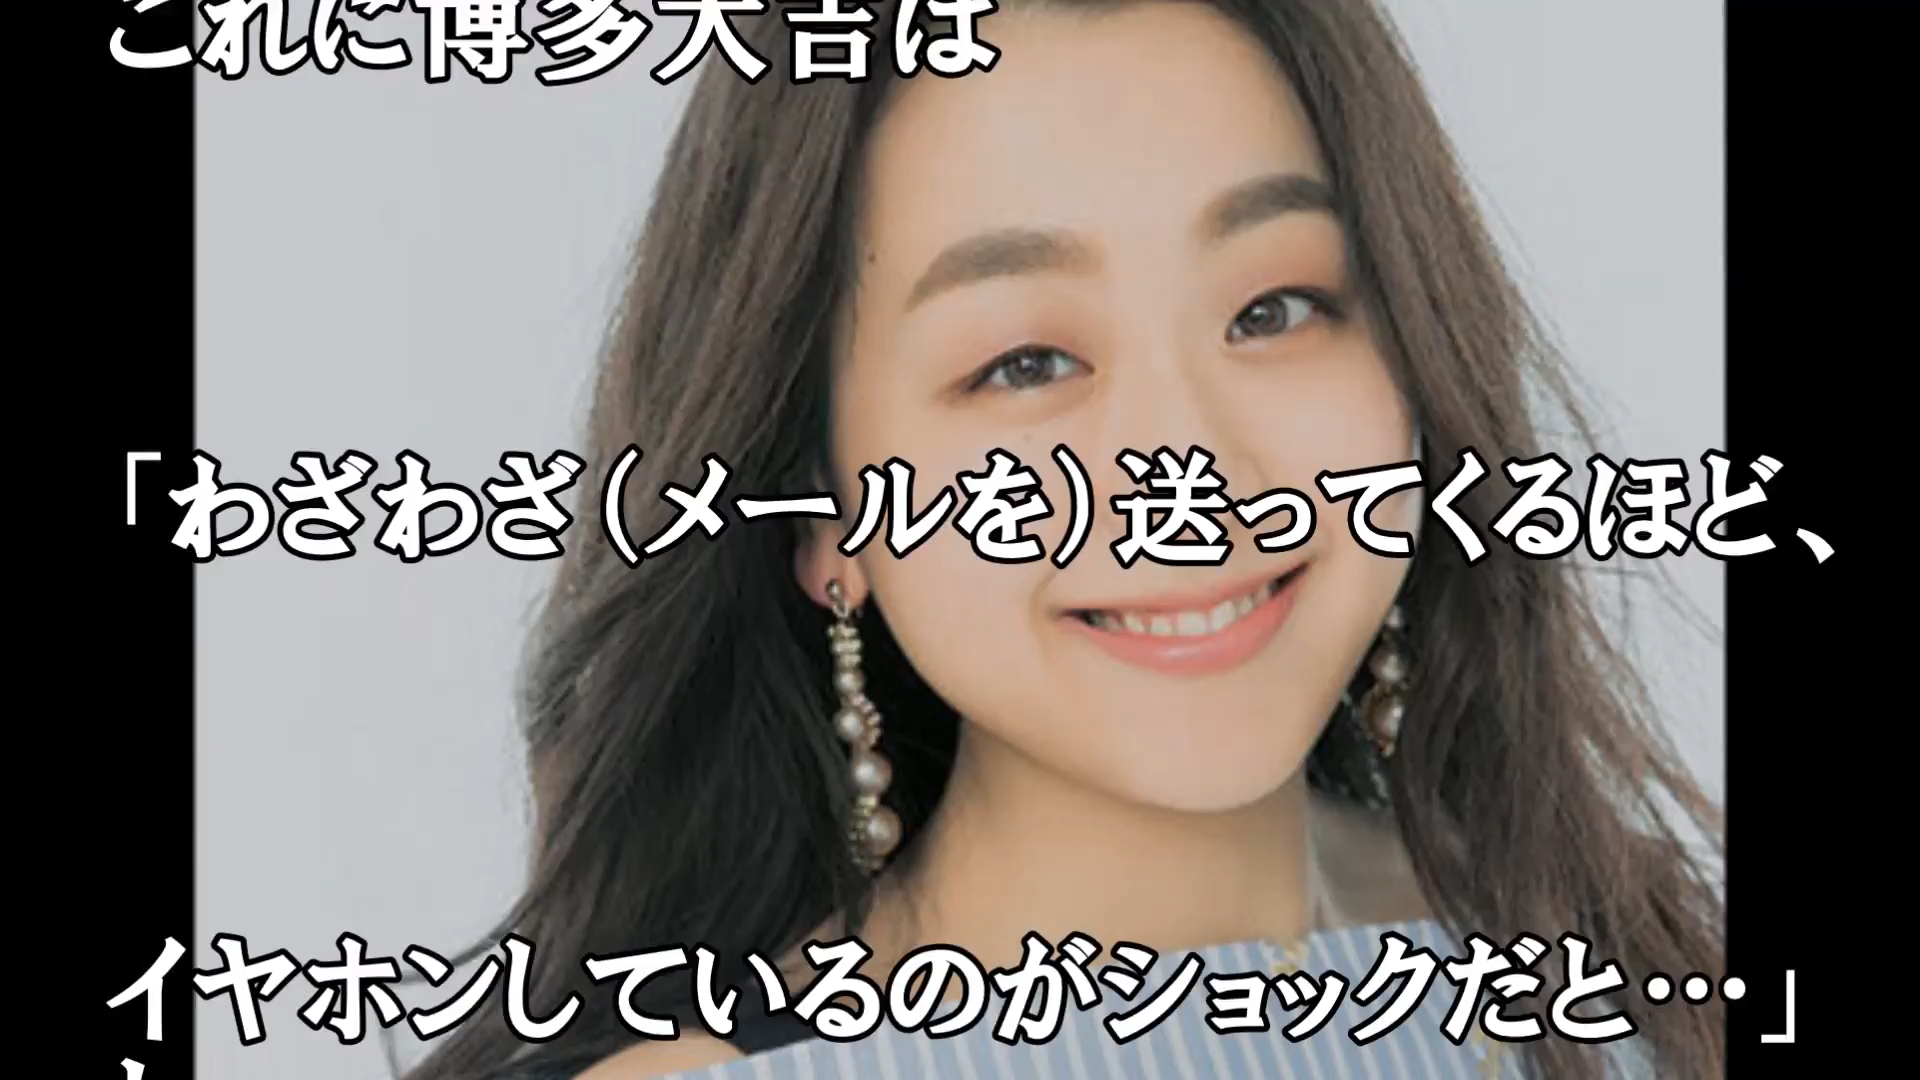 これに博多大吉は
「わざわざ（メールを）送ってくるほど、
イヤホンしているのがショックだと…」